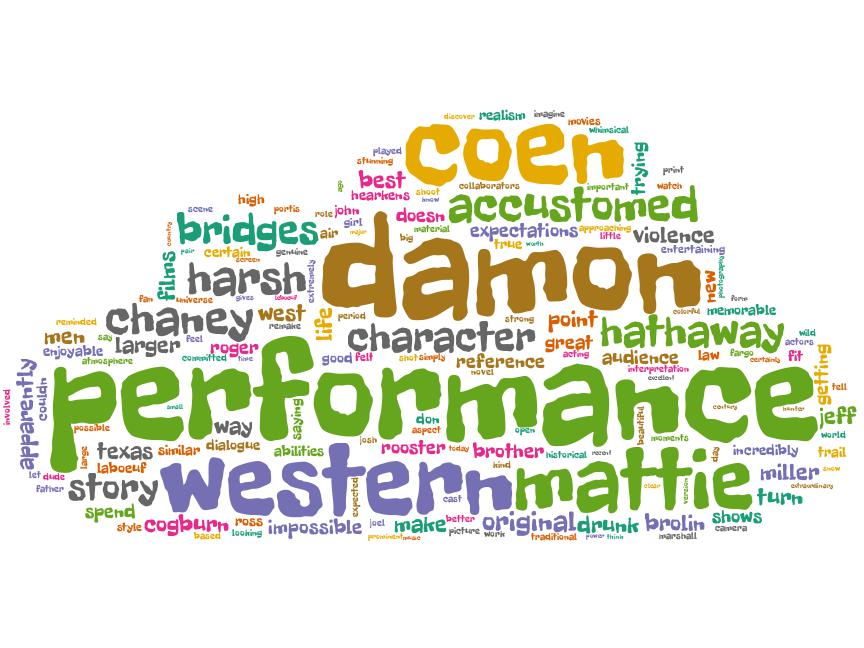 discover realism imagine
coen movies
whimsical
played
stunning
trying
print
best
ago
shoot
know
collaborators
important
watch
hearkens
high
portis
role
john
doesn
accustomed
scene
girl
material
expectations
approaching
little
violence
bridges
air
major
big
true
worth
entertaining
country
pair
certain
genuine
screen
damon
films
harsh
extremely
new
photography
fan
universe
gives
labeouf
form
chaney
west
remake
life
period
strong
colorful
memorable
reminded
men
say
larger
feel
roger
character
point
great
hathaway
wild
actors
enjoyable
atmosphere
committed
time
good
felt
shot
simply
reference
novel
acting
audience
law
fargo
certainly
fit
interpretation
excellent
getting
tell
involved
apparently
couldn
performance
small
possible
way
saying
don
aspect
open
beautiful
century
hunter
jeff
world
moments
large
texas
similar
dialogue
abilities
josh
rooster
today
brother
historical
recent
day
incredibly
trail
laboeuf
kind
let
dude
father
story
western
expected
cast
mattie
clear
version
miller
snow
extraordinary
turn
spend
style
cogburn
based
ross
looking
impossible
joel
prominent
music
make
better
picture
work
original
traditional
drunk
power
think
brolin
marshall
shows
camera